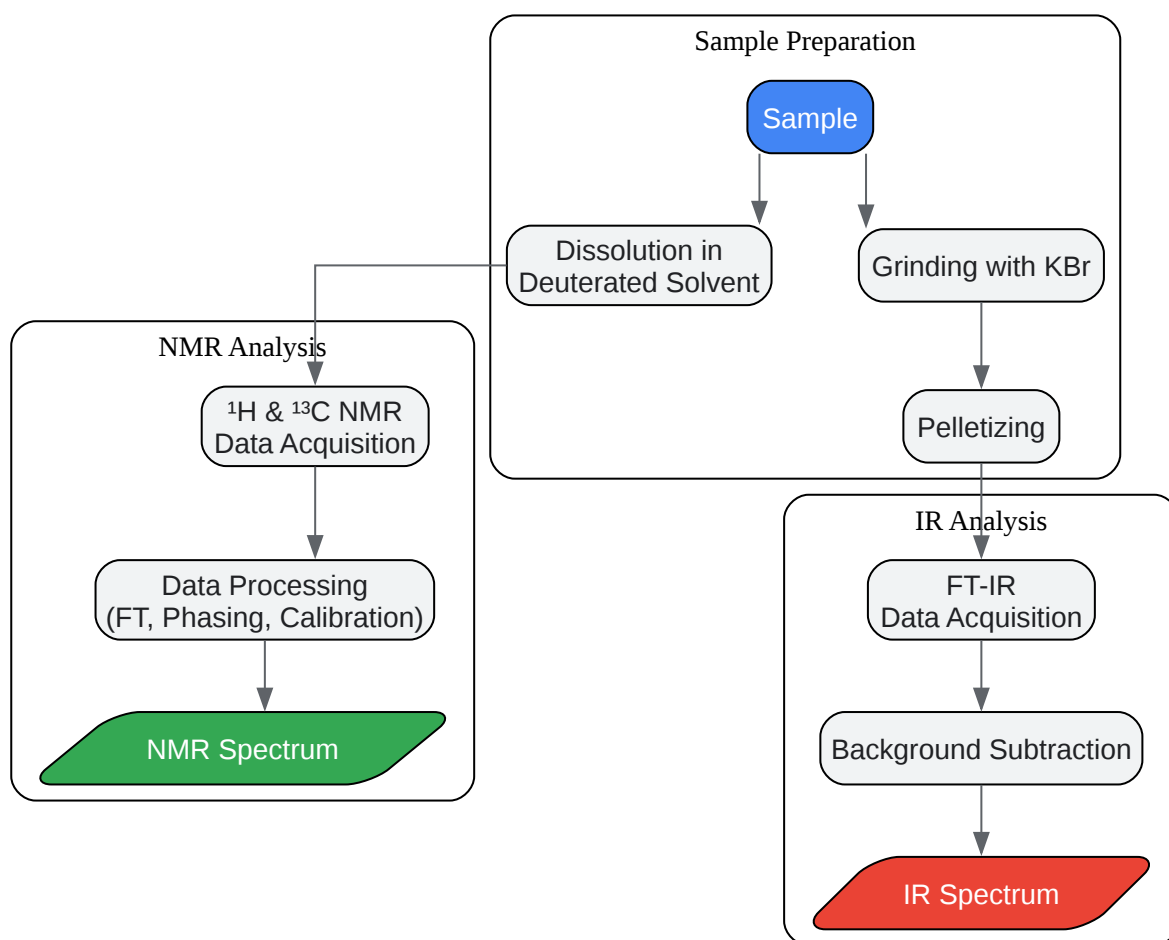 Sample Preparation
Sample
Dissolution in
Deuterated Solvent
Grinding with KBr
Pelletizing
NMR Analysis
¹H & ¹³C NMR
Data Acquisition
Data Processing
(FT, Phasing, Calibration)
NMR Spectrum
IR Analysis
FT-IR
Data Acquisition
Background Subtraction
IR Spectrum